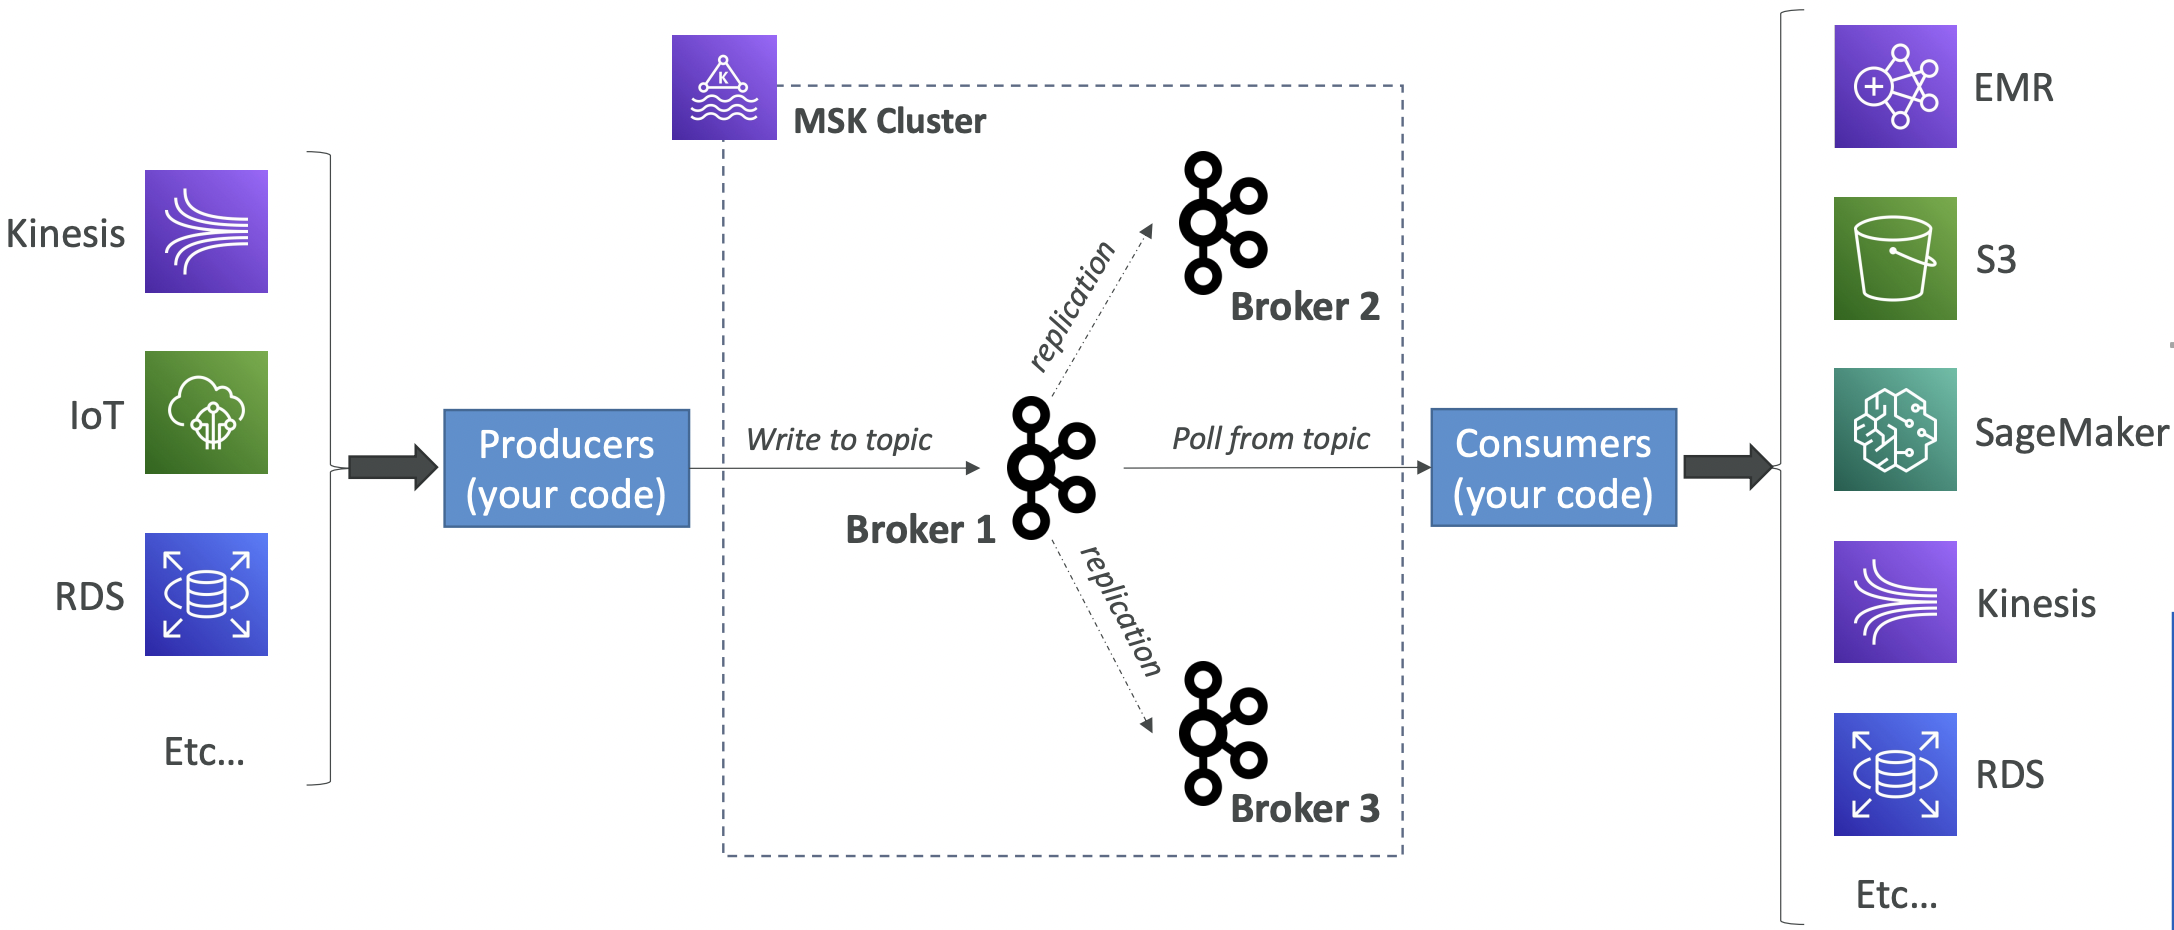 Kinesis
IoT
RDS
Etc...
Producers
(your code)
K
MSK Cluster
Write to topic
Broker 1
replication
Broker 2
Poll from topic
replication
Broker 3
Consumers
(your code)
EMR
S3
SageMaker
Kinesis
RDS
Etc...